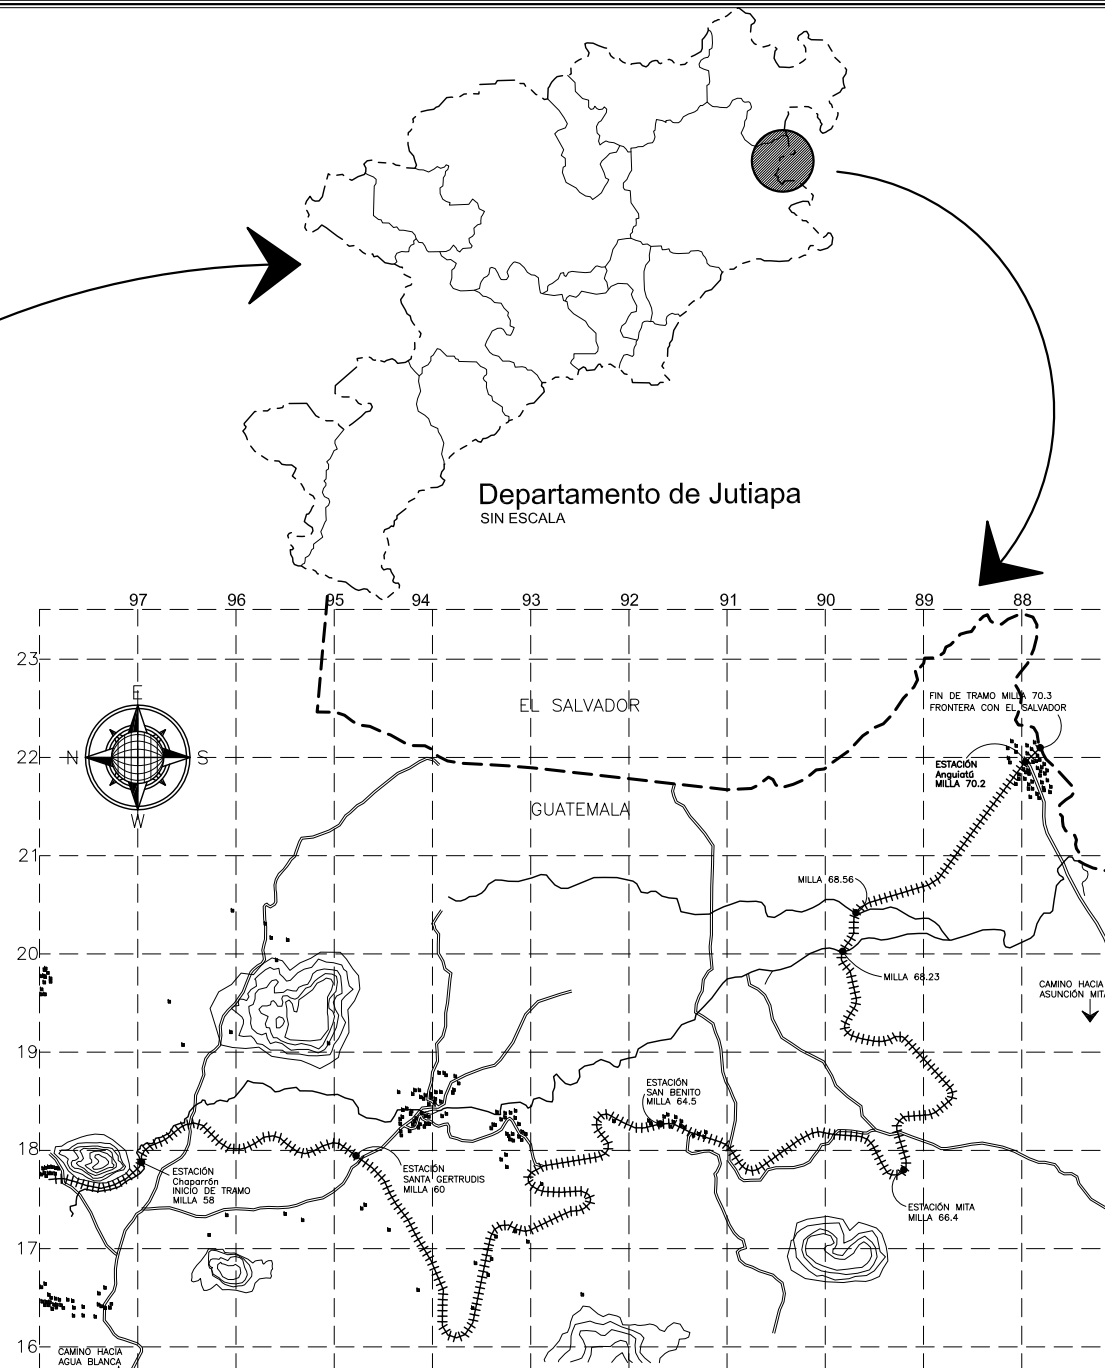 Departamento de Jutiapa
SIN ESCALA
97 96 95 94 93 92 91 90 89 88
23
E
N
S
W
EL SALVADOR
FIN DE TRAMO MILLA 70.3
FRONTERA CON EL SALVADOR
22
ESTACIÓN
Anguiatú
MILLA 70.2
GUATEMALA
21
MILLA 68.56
20
MILLA 68.23
CAMINO HACIA
ASUNCIÓN MITA
19
ESTACIÓN
SAN BENITO
MILLA 64.5
18
ESTACIÓN
Chaparrón
INICIO DE TRAMO
MILLA 58
ESTACIÓN
SANTA GERTRUDIS
MILLA 60
ESTACIÓN MITA
MILLA 66.4
17
16
CAMINO HACIA
AGUA BLANCA